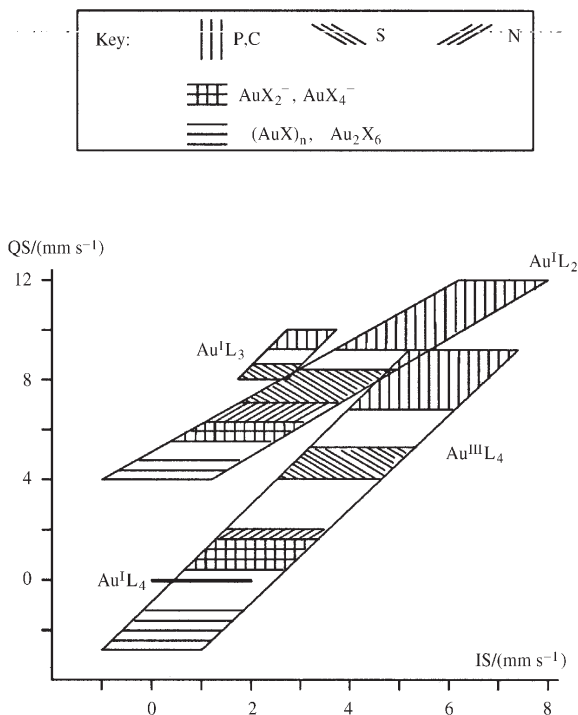 Key: P,C S N
AuX₂⁻, AuX₄⁻
(AuX)ₙ, Au₂X₆
QS/(mm s⁻¹)
AuᴵL₂
12
AuᴵL₃
8
AuᴵᴵᴵL₄
4
0
AuᴵL₄
IS/(mm s⁻¹)
0 2 4 6 8